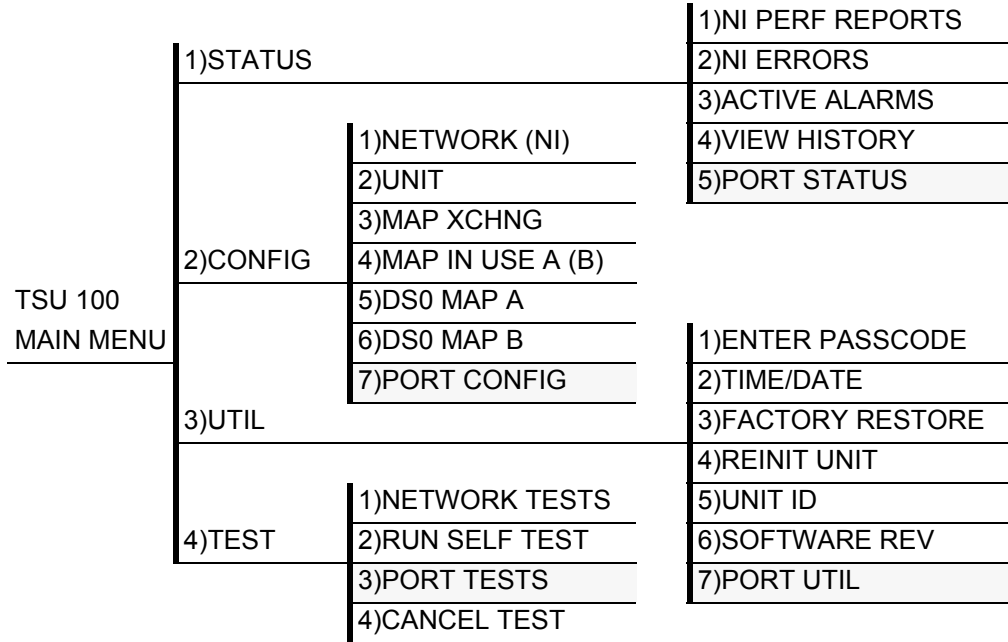 TSU 100
MAIN MENU
1)STATUS
1)NI PERF REPORTS
2)NI ERRORS
3)ACTIVE ALARMS
4)VIEW HISTORY
5)PORT STATUS
2)CONFIG
1)NETWORK (NI)
2)UNIT
3)MAP XCHNG
4)MAP IN USE A (B)
5)DS0 MAP A
6)DS0 MAP B
7)PORT CONFIG
3)UTIL
1)ENTER PASSCODE
2)TIME/DATE
3)FACTORY RESTORE
4)REINIT UNIT
5)UNIT ID
6)SOFTWARE REV
7)PORT UTIL
4)TEST
1)NETWORK TESTS
2)RUN SELF TEST
3)PORT TESTS
4)CANCEL TEST